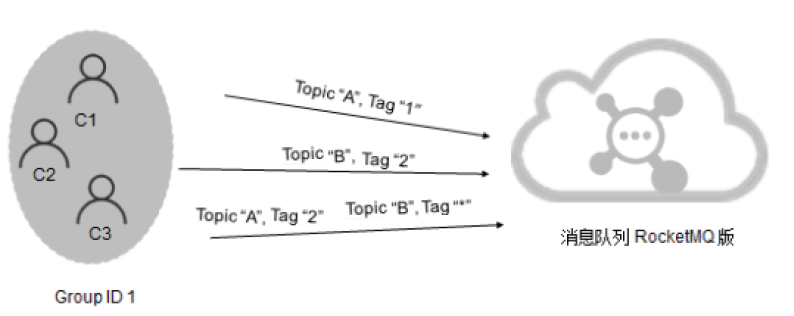 C1
C2
C3
Group ID 1
Topic “A”, Tag “1”
Topic “B”, Tag “2”
Topic “A”, Tag “2” Topic “B”, Tag “*”
消息队列 RocketMQ 版